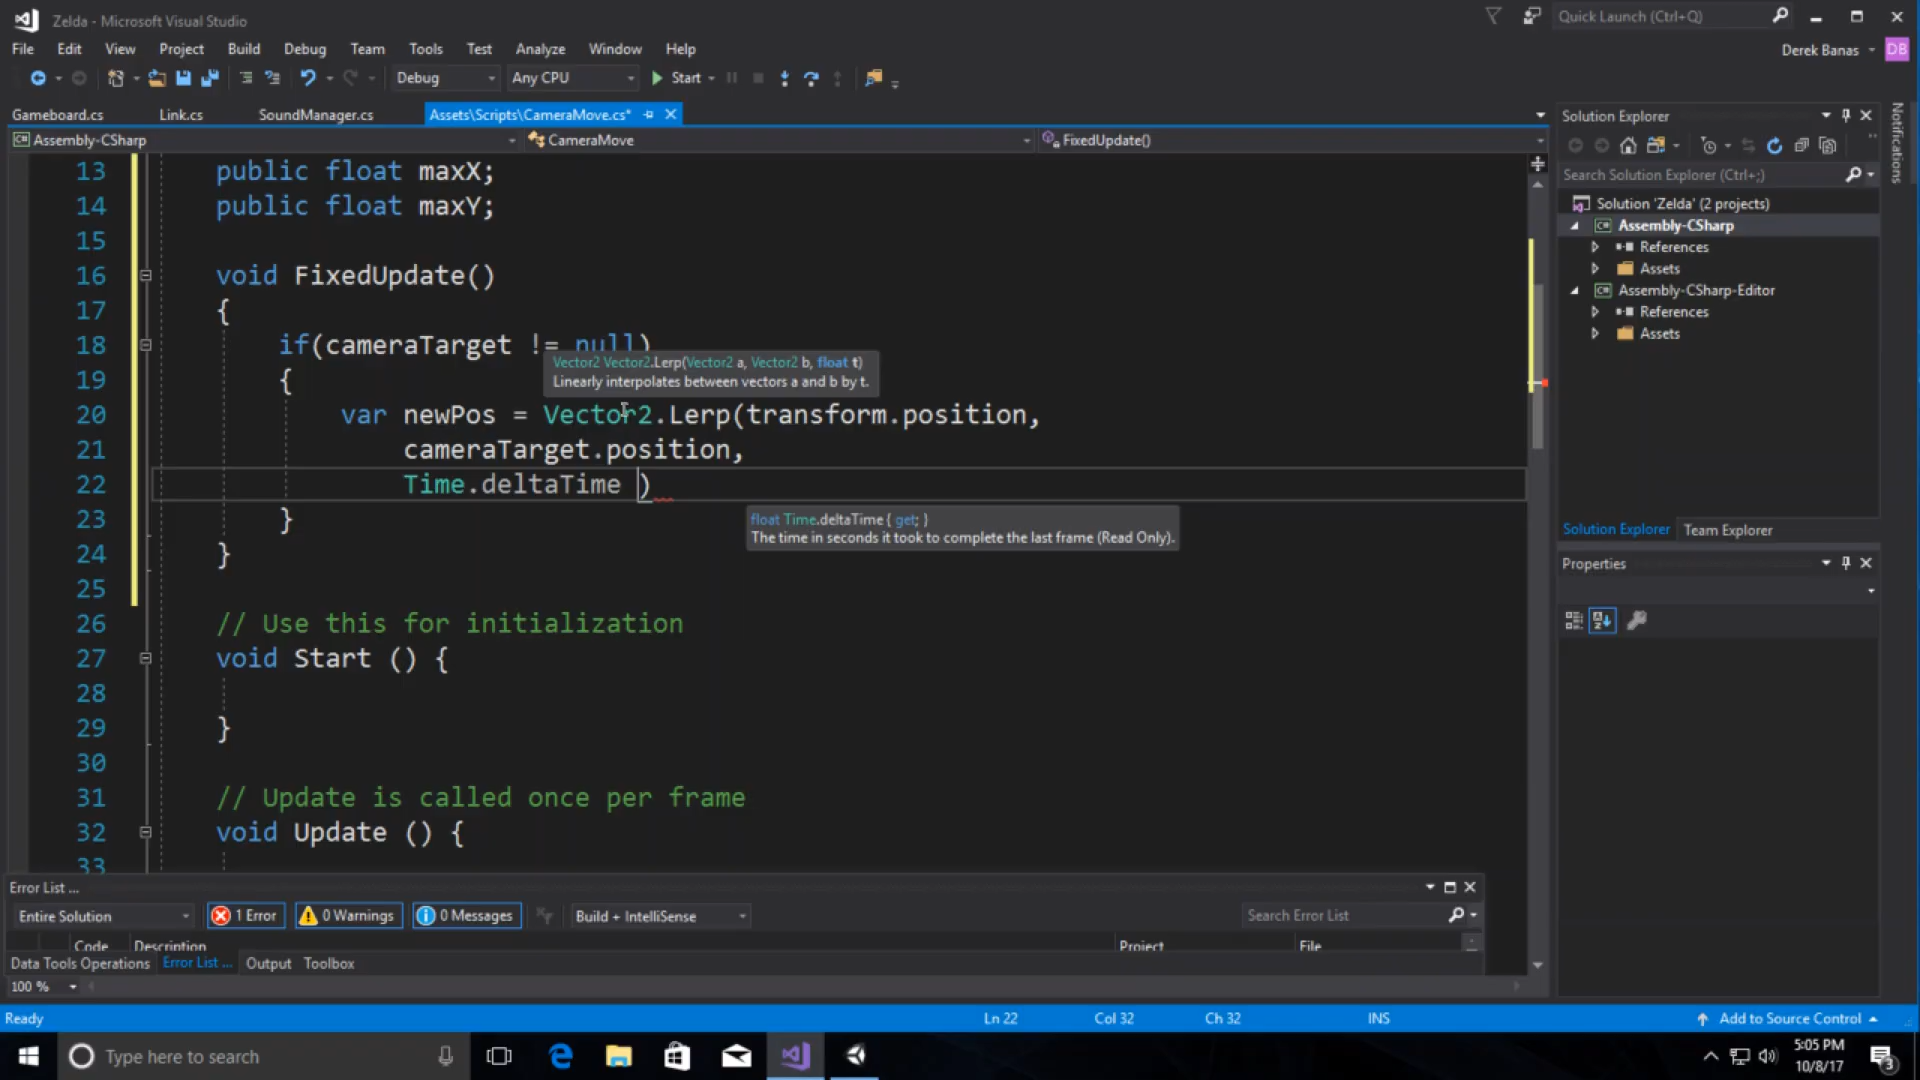 Zelda - Microsoft Visual Studio
Quick Launch (Ctrl+Q)
File Edit View Project Build Debug Team Tools Test Analyze Window Help
Derek Banas DB
Debug Any CPU Start
Gameboard.cs Link.cs SoundManager.cs Assets\Scripts\CameraMove.cs*
Assembly-CSharp CameraMove FixedUpdate()
13 public float maxX;
14 public float maxY;
15
16 void FixedUpdate()
17 {
18 if(cameraTarget != null)
Vector2 Vector2.Lerp(Vector2 a, Vector2 b, float t)
Linearly interpolates between vectors a and b by t.
19 {
20 var newPos = Vector2.Lerp(transform.position,
21 cameraTarget.position,
22 Time.deltaTime )
23 }
float Time.deltaTime { get; }
The time in seconds it took to complete the last frame (Read Only).
24 }
25
26 // Use this for initialization
27 void Start () {
28
29 }
30
31 // Update is called once per frame
32 void Update () {
33
Solution Explorer
Search Solution Explorer (Ctrl+;)
Solution 'Zelda' (2 projects)
Assembly-CSharp
References
Assets
Assembly-CSharp-Editor
References
Assets
Solution Explorer Team Explorer
Properties
Notifications
Error List ...
Entire Solution 1 Error 0 Warnings 0 Messages Build + IntelliSense Search Error List
Code Description Project File
Data Tools Operations Error List ... Output Toolbox
100 %
Ready Ln 22 Col 32 Ch 32 INS Add to Source Control
Type here to search
5:05 PM
10/8/17
3